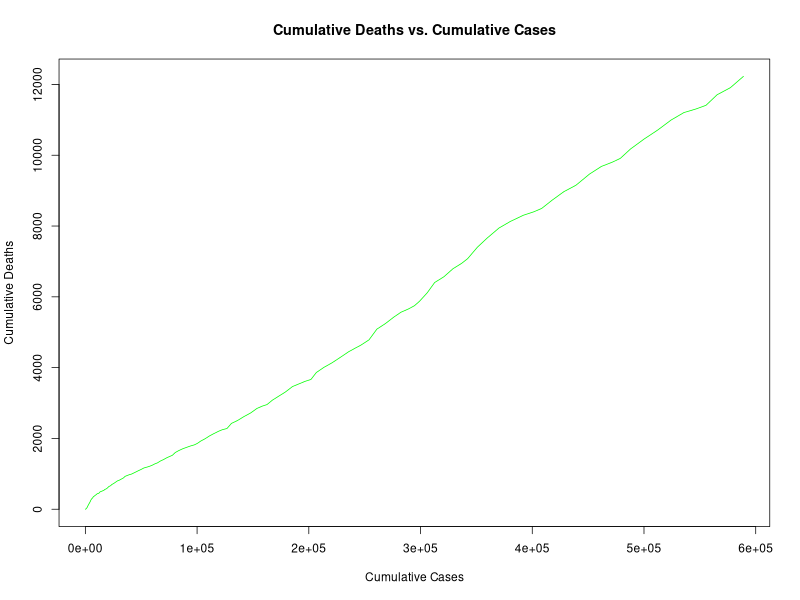 Cumulative Deaths vs. Cumulative Cases
12000
10000
8000
6000
4000
2000
0
Cumulative Deaths
0e+00 1e+05 2e+05 3e+05 4e+05 5e+05 6e+05
Cumulative Cases